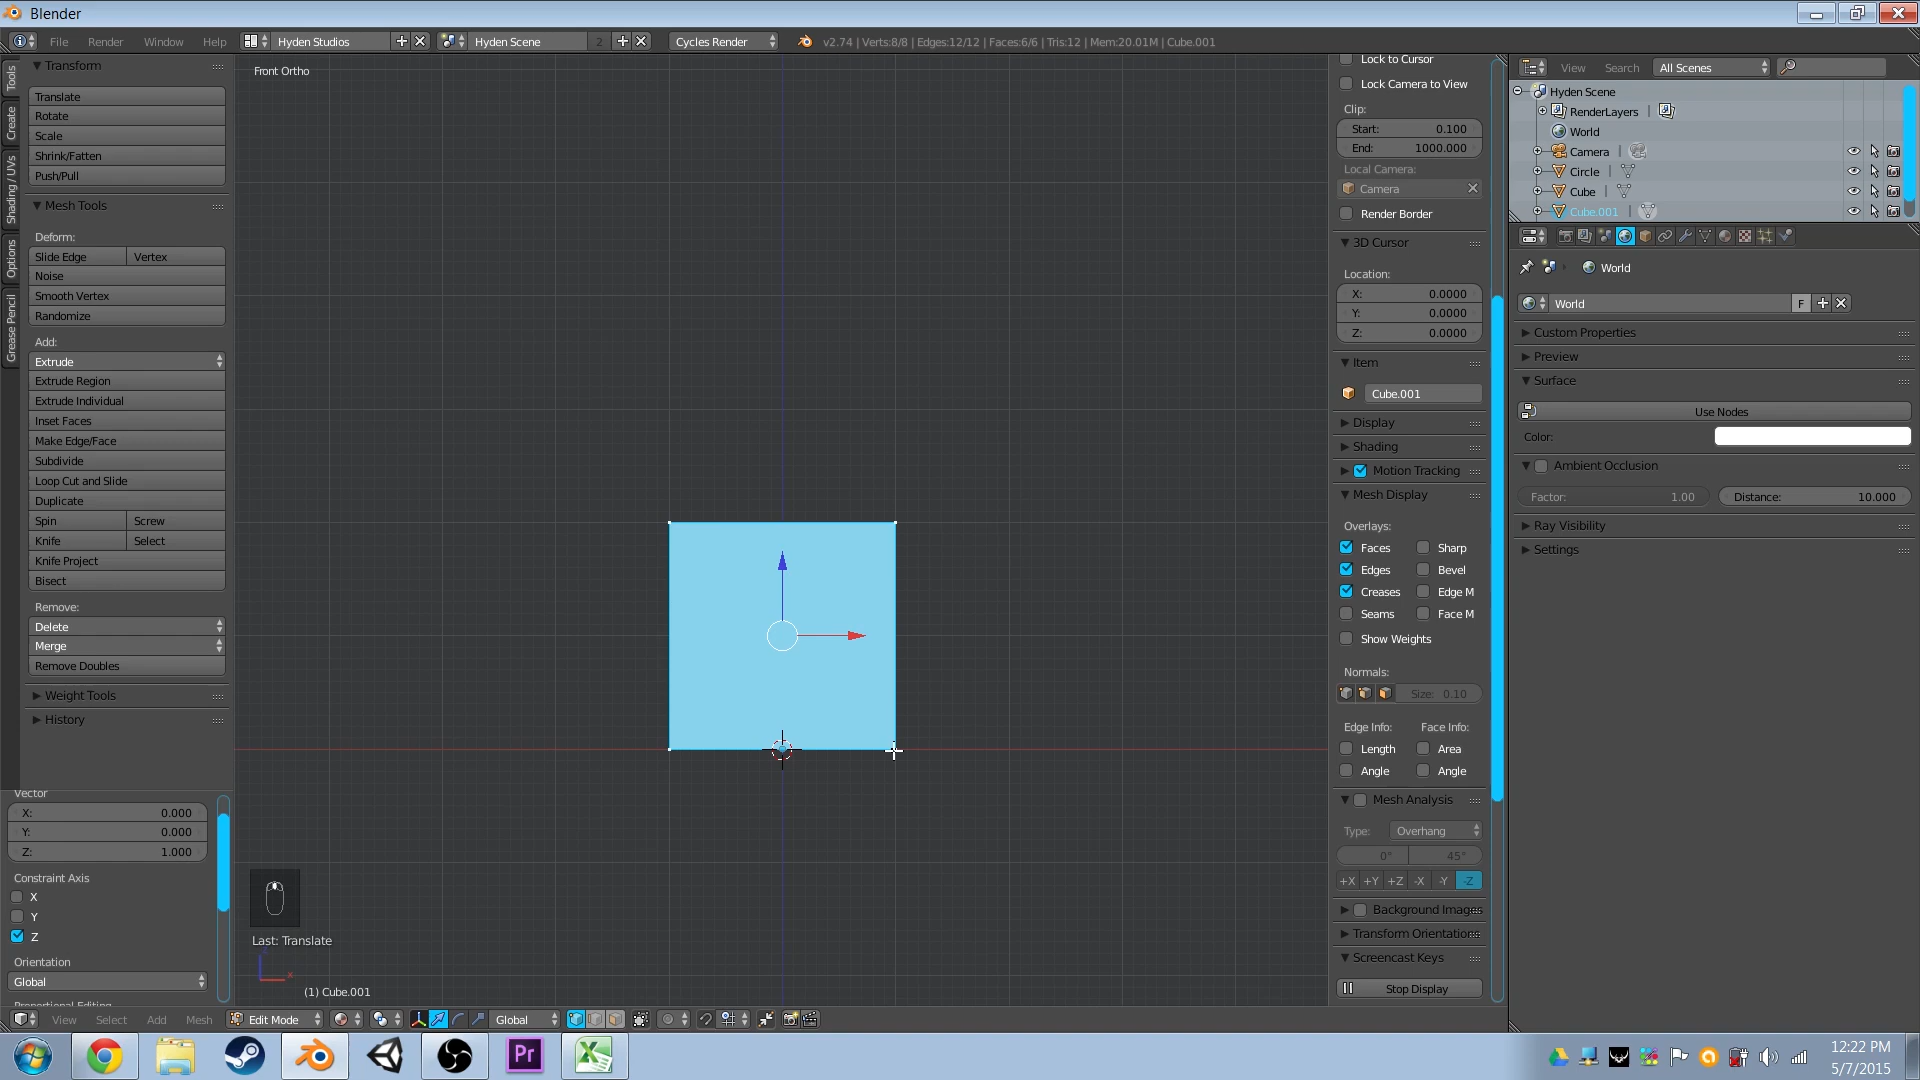 Blender
File Render Window Help Hyden Studios Hyden Scene 2 Cycles Render v2.74 | Verts:8/8 | Edges:12/12 | Faces:6/6 | Tris:12 | Mem:20.01M | Cube.001
Tools
Create
Shading / UVs
Options
Grease Pencil
Transform
Translate
Rotate
Scale
Shrink/Fatten
Push/Pull
Mesh Tools
Deform:
Slide Edge Vertex
Noise
Smooth Vertex
Randomize
Add:
Extrude
Extrude Region
Extrude Individual
Inset Faces
Make Edge/Face
Subdivide
Loop Cut and Slide
Duplicate
Spin Screw
Knife Select
Knife Project
Bisect
Remove:
Delete
Merge
Remove Doubles
Weight Tools
History
Vector
X: 0.000
Y: 0.000
Z: 1.000
Constraint Axis
X
Y
Z
Orientation
Global
Proportional Editing
Front Ortho
Last: Translate
x
(1) Cube.001
View Select Add Mesh Edit Mode Global
Lock to Cursor
Lock Camera to View
Clip:
Start: 0.100
End: 1000.000
Local Camera:
Camera
Render Border
3D Cursor
Location:
X: 0.0000
Y: 0.0000
Z: 0.0000
Item
Cube.001
Display
Shading
Motion Tracking
Mesh Display
Overlays:
Faces Sharp
Edges Bevel
Creases Edge M
Seams Face M
Show Weights
Normals:
Size: 0.10
Edge Info: Face Info:
Length Area
Angle Angle
Mesh Analysis
Type: Overhang
0° 45°
+X +Y +Z -X -Y -Z
Background Images
Transform Orientations
Screencast Keys
Stop Display
View Search All Scenes
Hyden Scene
RenderLayers
World
Camera
Circle
Cube
Cube.001
World
World F
Custom Properties
Preview
Surface
Use Nodes
Color:
Ambient Occlusion
Factor: 1.00 Distance: 10.000
Ray Visibility
Settings
Pr
12:22 PM
5/7/2015